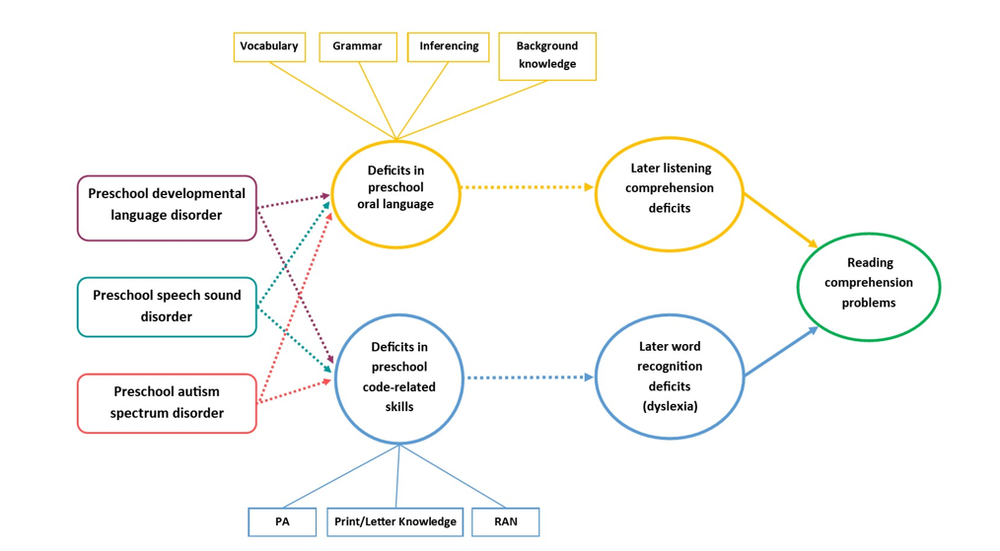 Vocabulary
Grammar
Inferencing
Background
knowledge
Deficits in
preschool
oral language
Later listening
comprehension
deficits
Preschool developmental
language disorder
Preschool speech sound
disorder
Preschool autism
spectrum disorder
Reading
comprehension
problems
Deficits in
preschool
code-related
skills
Later word
recognition
deficits
(dyslexia)
PA
Print/Letter Knowledge
RAN